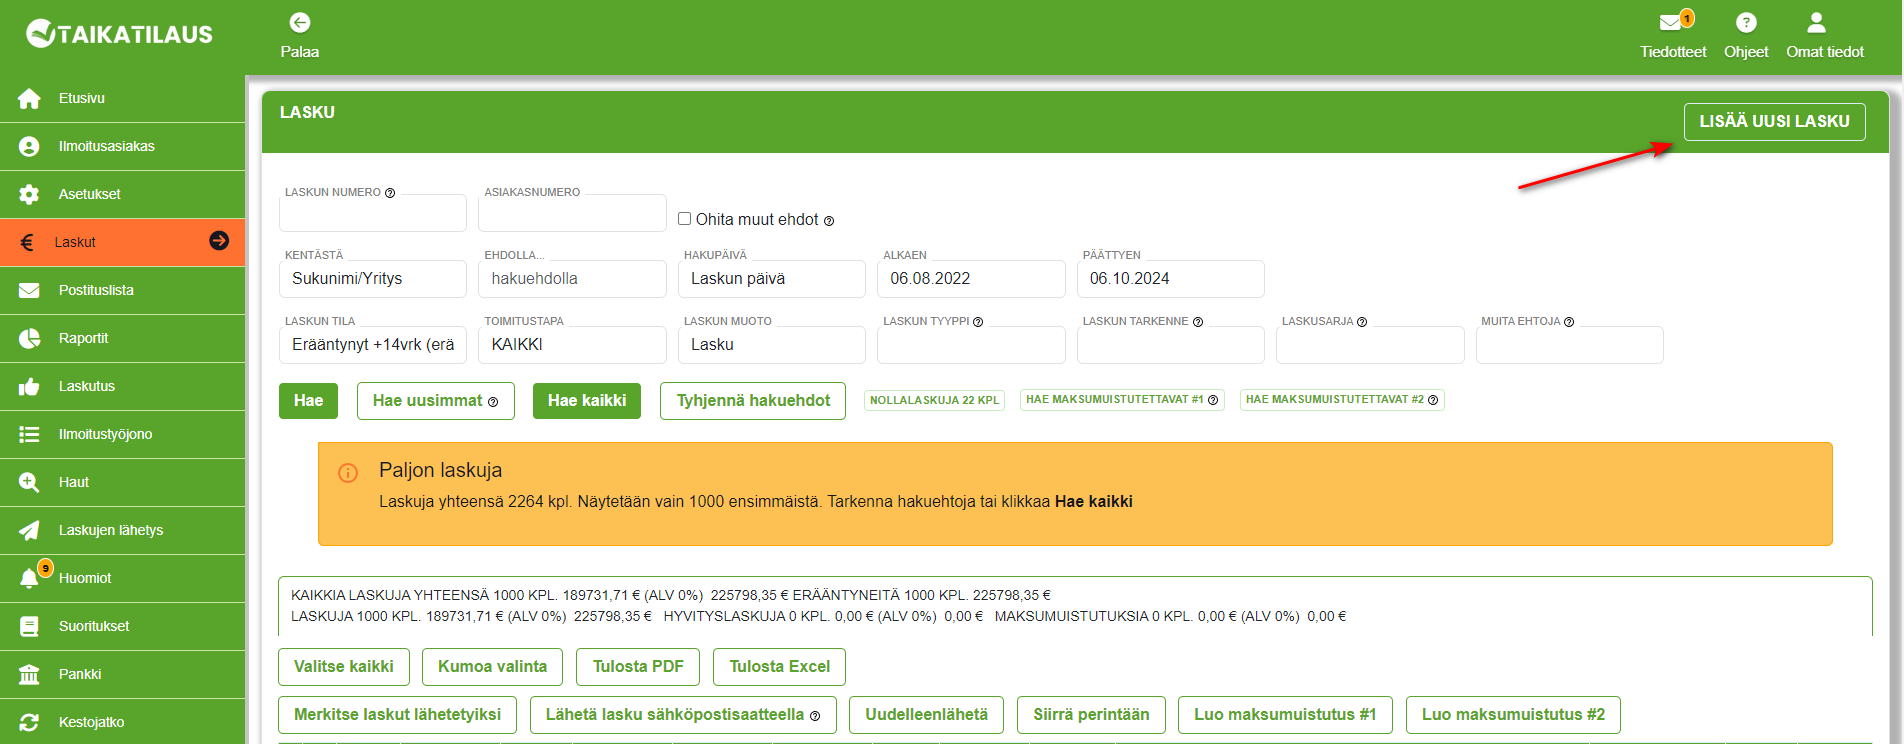 TAIKATILAUS
Palaa
1
Tiedotteet
Ohjeet
Omat tiedot
Etusivu
Ilmoitusasiakas
Asetukset
Laskut
Postituslista
Raportit
Laskutus
Ilmoitustyöjono
Haut
Laskujen lähetys
9
Huomiot
Suoritukset
Pankki
Kestojatko
LASKU
LISÄÄ UUSI LASKU
LASKUN NUMERO
ASIAKASNUMERO
Ohita muut ehdot
KENTÄSTÄ
EHDOLLA...
HAKUPÄIVÄ
ALKAEN
PÄÄTTYEN
Sukunimi/Yritys
hakuehdolla
Laskun päivä
06.08.2022
06.10.2024
LASKUN TILA
TOIMITUSTAPA
LASKUN MUOTO
LASKUN TYYPPI
LASKUN TARKENNE
LASKUSARJA
MUITA EHTOJA
Erääntynyt +14vrk (erä
KAIKKI
Lasku
Hae
Hae uusimmat
Hae kaikki
Tyhjennä hakuehdot
NOLLALASKUJA 22 KPL
HAE MAKSUMUISTUTETTAVAT #1
HAE MAKSUMUISTUTETTAVAT #2
Paljon laskuja
Laskuja yhteensä 2264 kpl. Näytetään vain 1000 ensimmäistä. Tarkenna hakuehtoja tai klikkaa Hae kaikki
KAIKKIA LASKUJA YHTEENSÄ 1000 KPL. 189731,71 € (ALV 0%) 225798,35 € ERÄÄNTYNEITÄ 1000 KPL. 225798,35 €
LASKUJA 1000 KPL. 189731,71 € (ALV 0%) 225798,35 € HYVITYSLASKUJA 0 KPL. 0,00 € (ALV 0%) 0,00 € MAKSUMUISTUTUKSIA 0 KPL. 0,00 € (ALV 0%) 0,00 €
Valitse kaikki
Kumoa valinta
Tulosta PDF
Tulosta Excel
Merkitse laskut lähetetyiksi
Lähetä lasku sähköpostisaatteella
Uudelleenlähetä
Siirrä perintään
Luo maksumuistutus #1
Luo maksumuistutus #2